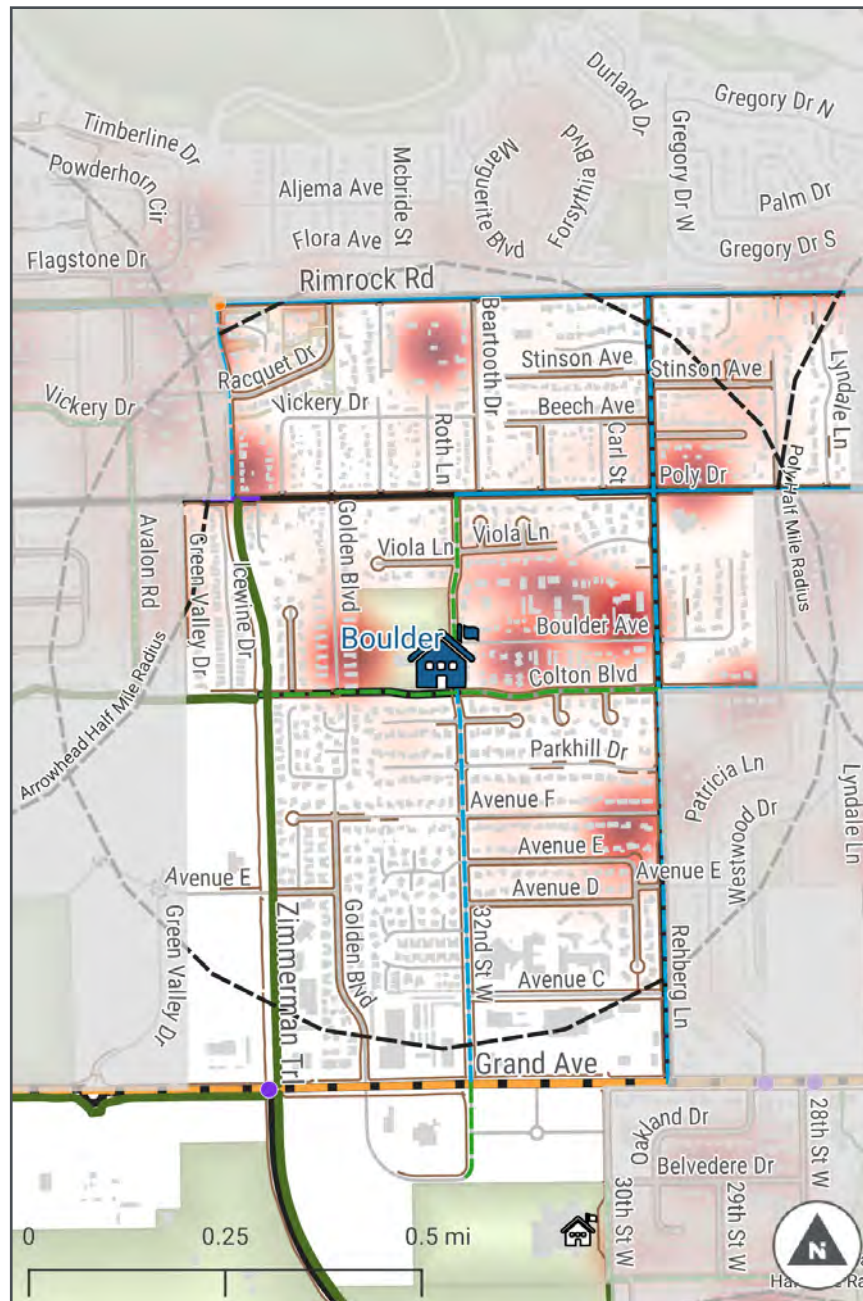 Durland Dr
Gregory Dr N
Timberline Dr
Powderhorn Cir
Mcbride St
Aljema Ave
Marguerite Blvd
Forsythia Blvd
Gregory Dr W
Palm Dr
Flora Ave
Gregory Dr S
Flagstone Dr
Rimrock Rd
Beartooth Dr
Racquet Dr
Stinson Ave
Stinson Ave
Lyndale Ln
Vickery Dr
Vickery Dr
Roth Ln
Beech Ave
Carl St
Poly Dr
Poly Half Mile Radius
Avalon Rd
Green Valley Dr
Icewine Dr
Golden Blvd
Viola Ln
Viola Ln
Boulder
Boulder Ave
Colton Blvd
Arrowhead Half Mile Radius
Parkhill Dr
Patricia Ln
Avenue F
Westwood Dr
Lyndale Ln
Avenue E
Avenue E
Avenue E
Avenue D
Green Valley Dr
Zimmerman Trl
Golden Blvd
32nd St W
Avenue C
Rehberg Ln
Grand Ave
Oakland Dr
28th St W
Belvedere Dr
30th St W
29th St W
0
0.25
0.5 mi
N